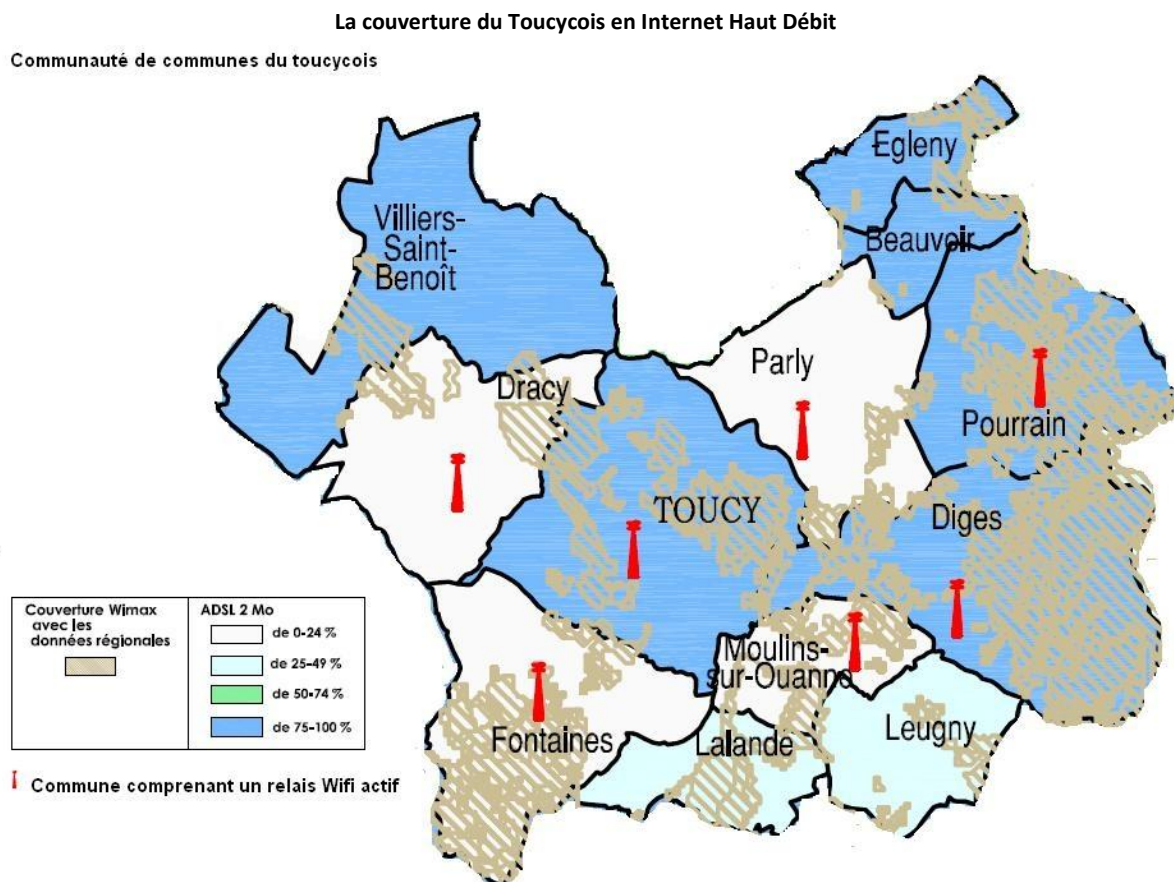 La couverture du Toucycois en Internet Haut Débit
Communauté de communes du toucycois
Egleny
Villiers-
Saint-
Benoît
Beauvoir
Parly
Dracy
Pourrain
TOUCY
Diges
Moulins-
sur-Ouanne
Leugny
Fontaines
Lalande
Couverture Wimax
avec les
données régionales
ADSL 2 Mo
de 0-24 %
de 25-49 %
de 50-74 %
de 75-100 %
Commune comprenant un relais Wifi actif